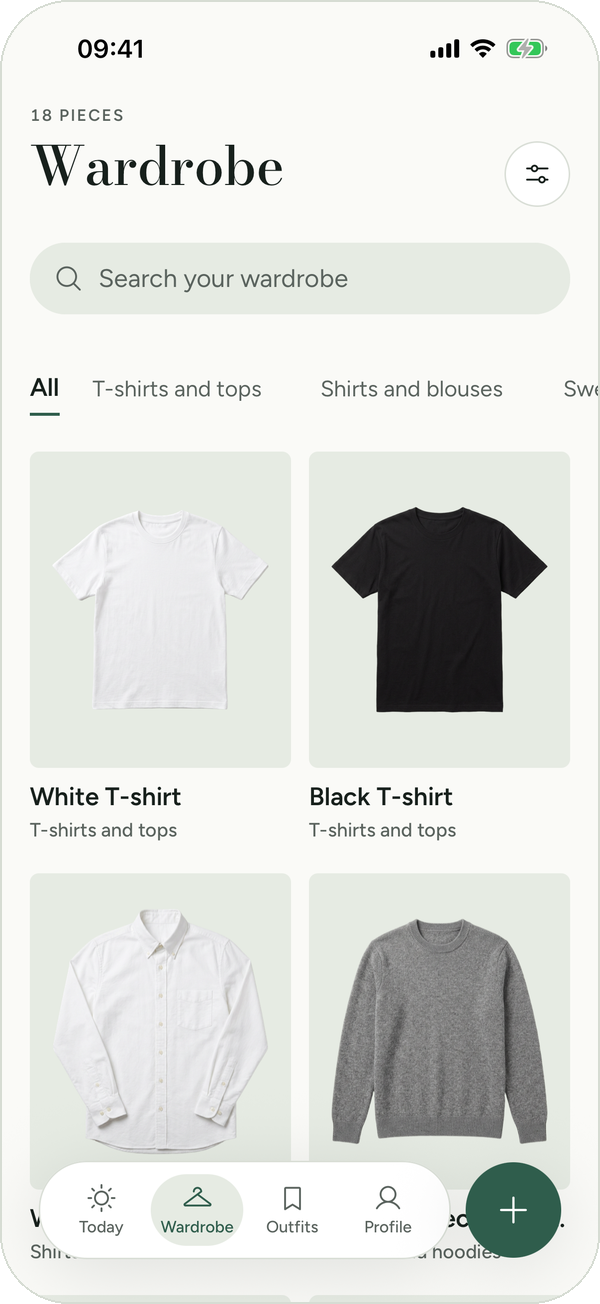 09:41
18 PIECES
Wardrobe
Search your wardrobe
All T-shirts and tops Shirts and blouses
White T-shirt Black T-shirt
T-shirts and tops T-shirts and tops
Today Wardrobe Outfits Profile